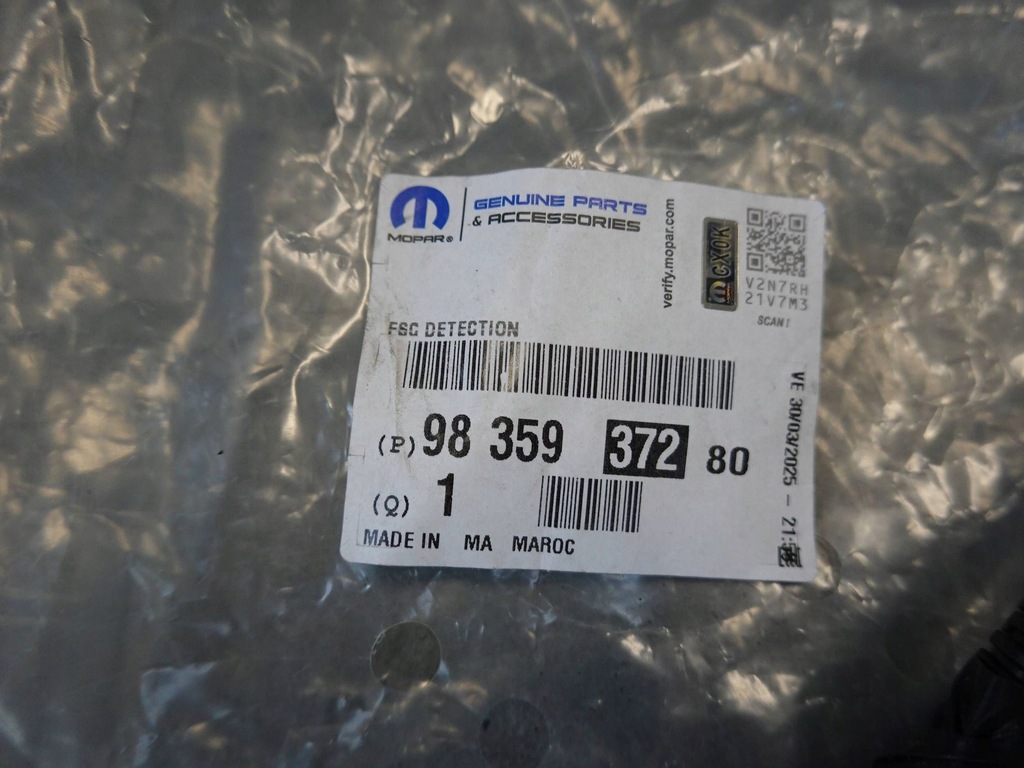 MOPAR®
GENUINE PARTS
& ACCESSORIES
verify.mopar.com
CX0K
V2N7RH
21V7M3
SCAN!
FSC DETECTION
(P) 98 359 372 80
(Q) 1
MADE IN MA MAROC
VE 30/03/2025 - 21: